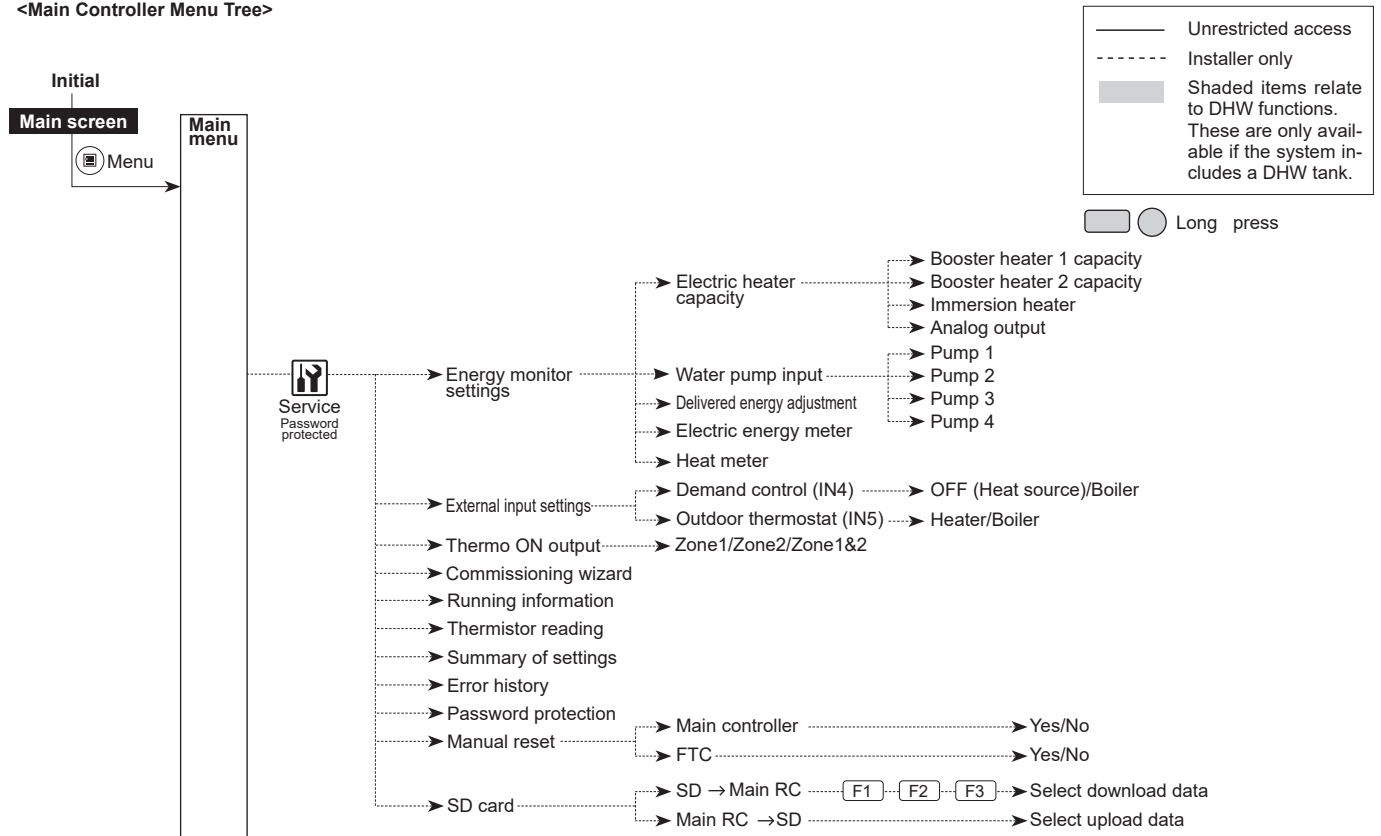 <Main Controller Menu Tree>
Unrestricted access
Installer only
Shaded items relate
to DHW functions.
These are only avail-
able if the system in-
cludes a DHW tank.
Long press
Initial
Main screen
Menu
Main
menu
Service
Password
protected
Energy monitor
settings
Electric heater
capacity
Booster heater 1 capacity
Booster heater 2 capacity
Immersion heater
Analog output
Water pump input
Pump 1
Pump 2
Pump 3
Pump 4
Delivered energy adjustment
Electric energy meter
Heat meter
External input settings
Demand control (IN4)
OFF (Heat source)/Boiler
Outdoor thermostat (IN5)
Heater/Boiler
Thermo ON output
Zone1/Zone2/Zone1&2
Commissioning wizard
Running information
Thermistor reading
Summary of settings
Error history
Password protection
Manual reset
Main controller
Yes/No
FTC
Yes/No
SD card
SD → Main RC
F1
F2
F3
Select download data
Main RC →SD
Select upload data